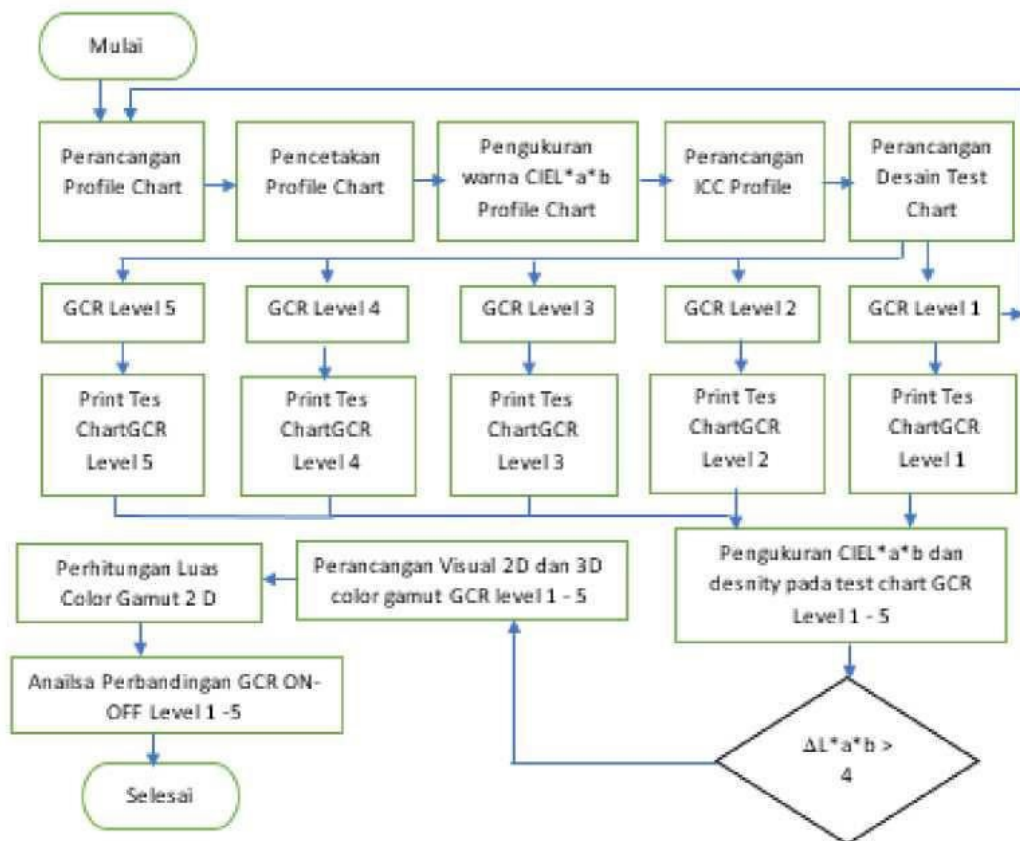 Mulai
Perancangan
Profile Chart
Pencetakan
Profile Chart
Pengukuran
warna CIEL*a*b
Profile Chart
Perancangan
ICC Profile
Perancangan
Desain Test
Chart
GCR Level 5
GCR Level 4
GCR Level 3
GCR Level 2
GCR Level 1
Print Tes
ChartGCR
Level 5
Print Tes
ChartGCR
Level 4
Print Tes
ChartGCR
Level 3
Print Tes
ChartGCR
Level 2
Print Tes
ChartGCR
Level 1
Pengukuran CIEL*a*b dan
desnity pada test chart GCR
Level 1 - 5
ΔL*a*b >
4
Perancangan Visual 2D dan 3D
color gamut GCR level 1 - 5
Perhitungan Luas
Color Gamut 2 D
Anailsa Perbandingan GCR ON-
OFF Level 1 -5
Selesai